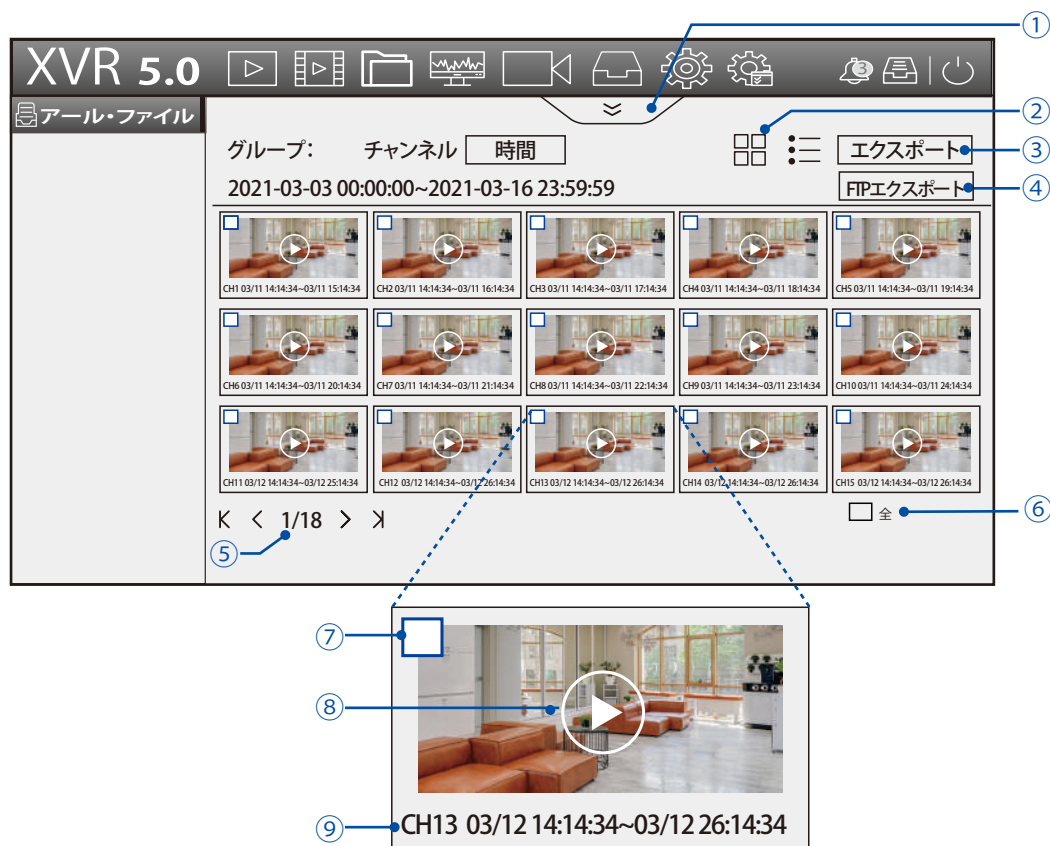 ①
XVR 5.0
3
アール・ファイル
②
グループ： チャンネル 時間
エクスポート
③
2021-03-03 00:00:00~2021-03-16 23:59:59
FTPエクスポート
④
CH1 03/11 14:14:34~03/11 15:14:34
CH2 03/11 14:14:34~03/11 16:14:34
CH3 03/11 14:14:34~03/11 17:14:34
CH4 03/11 14:14:34~03/11 18:14:34
CH5 03/11 14:14:34~03/11 19:14:34
CH6 03/11 14:14:34~03/11 20:14:34
CH7 03/11 14:14:34~03/11 21:14:34
CH8 03/11 14:14:34~03/11 22:14:34
CH9 03/11 14:14:34~03/11 23:14:34
CH10 03/11 14:14:34~03/11 24:14:34
CH11 03/12 14:14:34~03/12 25:14:34
CH12 03/12 14:14:34~03/12 26:14:34
CH13 03/12 14:14:34~03/12 26:14:34
CH14 03/12 14:14:34~03/12 26:14:34
CH15 03/12 14:14:34~03/12 26:14:34
1/18
全
⑥
⑤
⑦
⑧
⑨
CH13 03/12 14:14:34~03/12 26:14:34